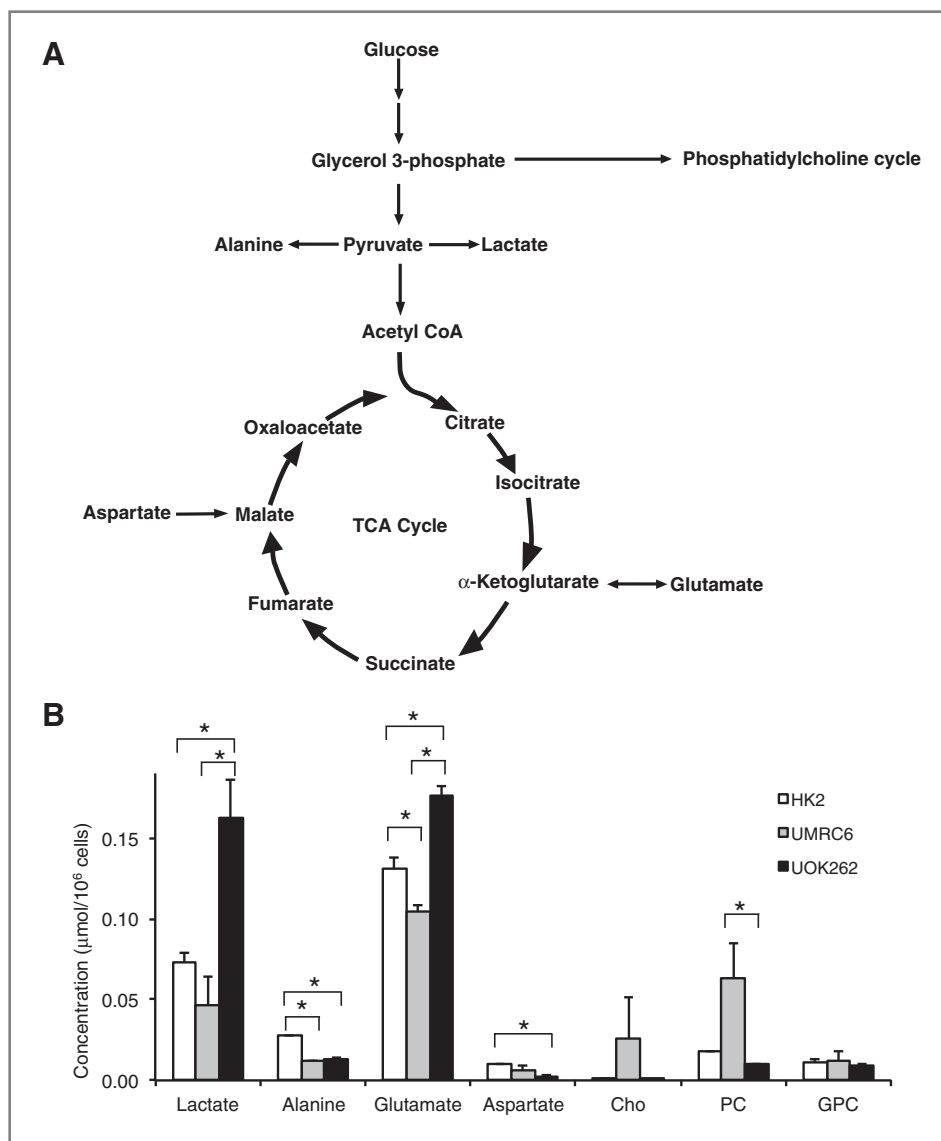 A
Glucose
Glycerol 3-phosphate
Phosphatidylcholine cycle
Alanine
Pyruvate
Lactate
Acetyl CoA
Oxaloacetate
Citrate
Isocitrate
Aspartate
Malate
TCA Cycle
α-Ketoglutarate
Glutamate
Fumarate
Succinate
B
Concentration (μmol/10⁶ cells)
0.15
0.10
0.05
0.00
*
*
*
*
*
*
*
*
*
HK2
UMRC6
UOK262
Lactate
Alanine
Glutamate
Aspartate
Cho
PC
GPC